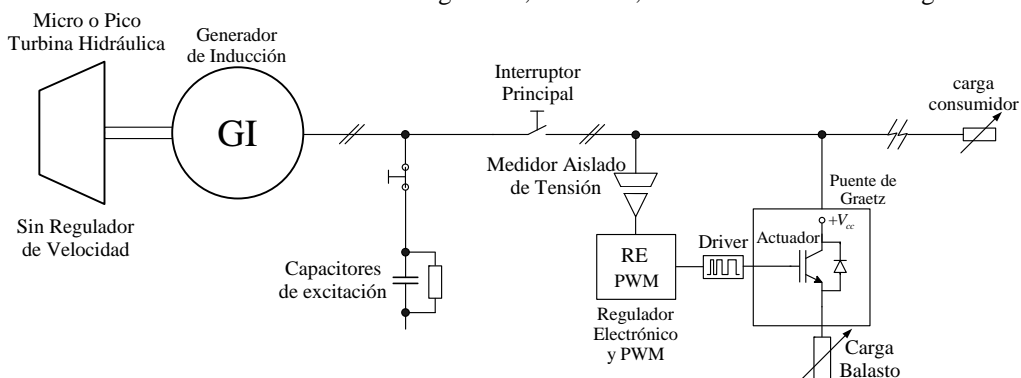 Micro o Pico
Turbina Hidráulica
Generador
de Inducción
GI
Sin Regulador
de Velocidad
Capacitores
de excitación
Interruptor
Principal
Medidor Aislado
de Tensión
RE
PWM
Regulador
Electrónico
y PWM
Driver
Puente de
Graetz
+Vcc
Actuador
Carga
Balasto
carga
consumidor